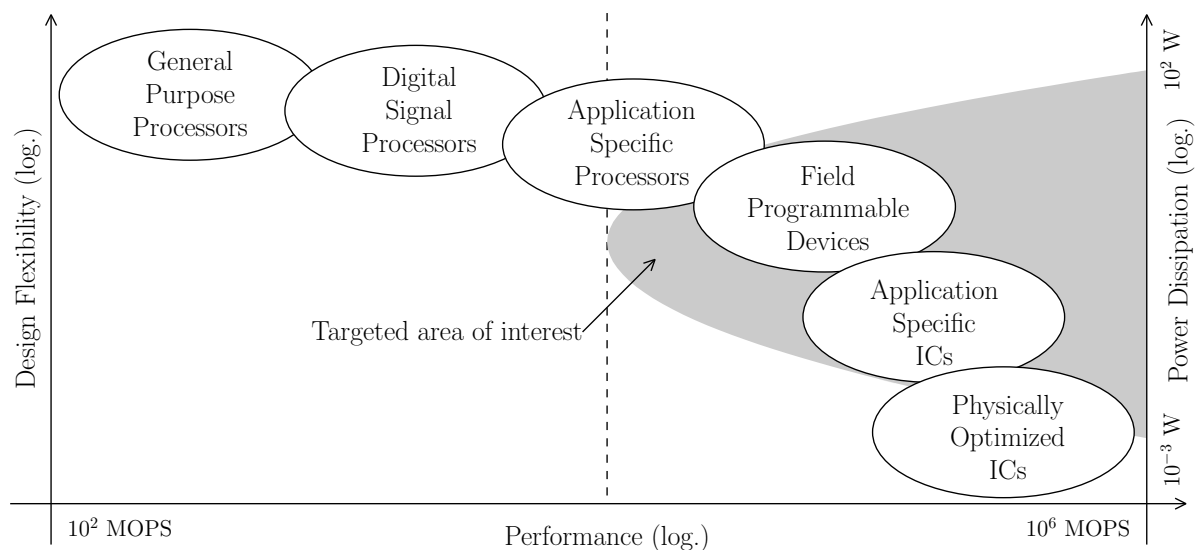 General
Purpose
Processors
Digital
Signal
Processors
Application
Specific
Processors
Field
Programmable
Devices
Application
Specific
ICs
Physically
Optimized
ICs
Targeted area of interest
Design Flexibility (log.)
Power Dissipation (log.)
10² W
10⁻³ W
10² MOPS
Performance (log.)
10⁶ MOPS